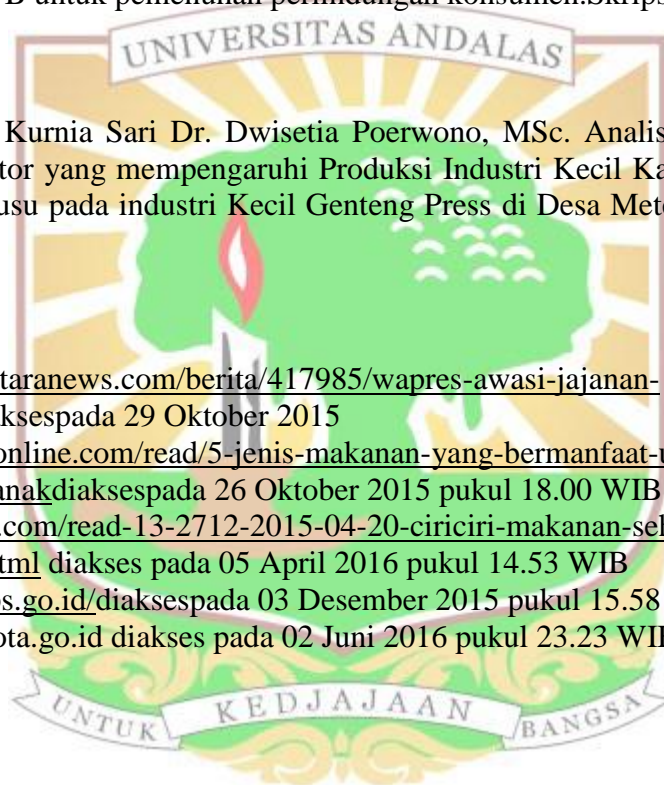 B untuk pemenuhan perlindungan konsumen.Skrips
UNIVERSITAS ANDALAS
Kurnia Sari Dr. Dwisetia Poerwono, MSc. Analis
tor yang mempengaruhi Produksi Industri Kecil Ka
usu pada industri Kecil Genteng Press di Desa Mete
taranews.com/berita/417985/wapres-awasi-jajanan-
ksespada 29 Oktober 2015
online.com/read/5-jenis-makanan-yang-bermanfaat-u
anakdiaksespada 26 Oktober 2015 pukul 18.00 WIB
.com/read-13-2712-2015-04-20-ciriciri-makanan-seh
tml diakses pada 05 April 2016 pukul 14.53 WIB
s.go.id/diaksespada 03 Desember 2015 pukul 15.58
ota.go.id diakses pada 02 Juni 2016 pukul 23.23 WIB
UNTUK KEDJAJAAN BANGSA